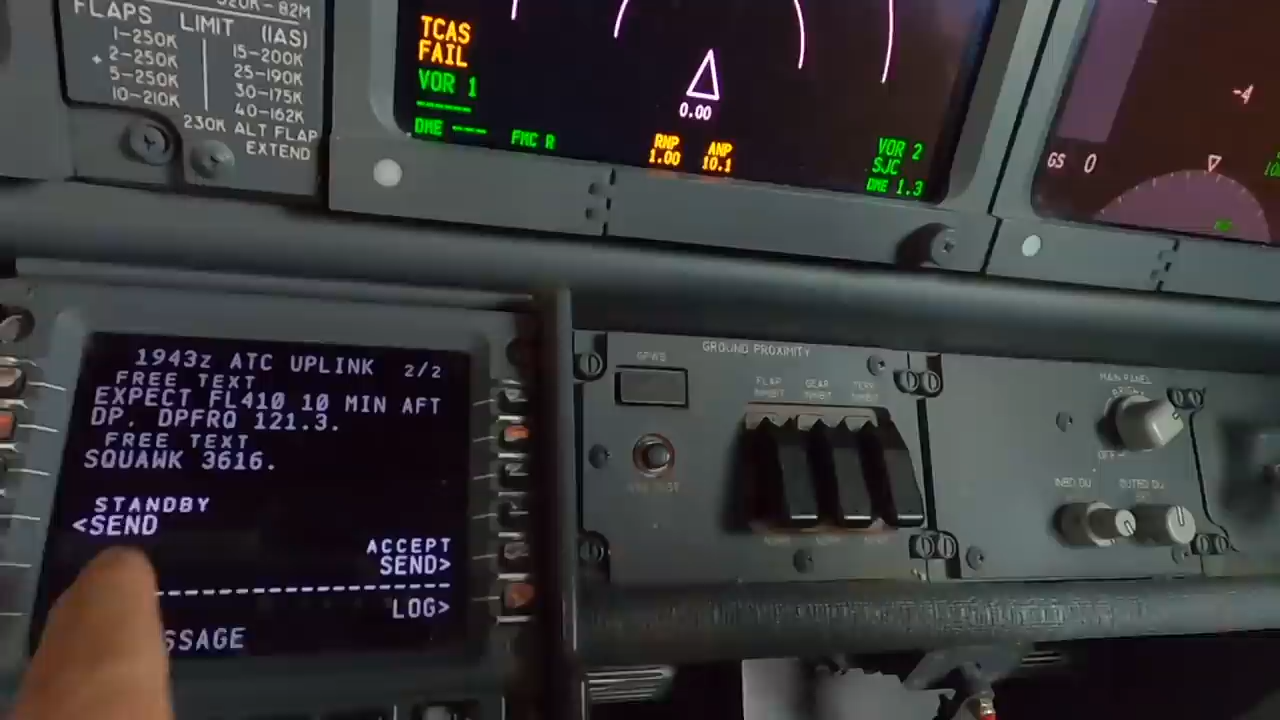 FLAPS LIMIT (IAS)
1-250K
+ 2-250K
5-250K
10-210K
15-200K
25-190K
30-175K
40-162K
230K ALT FLAP
EXTEND
TCAS
FAIL
VOR 1
DME ---
FMC R
0.00
RNP
1.00
ANP
10.1
VOR 2
SJC
DME 1.3
GS 0
-4
1943z ATC UPLINK 2/2
FREE TEXT
EXPECT FL410 10 MIN AFT
DP. DPFRQ 121.3.
FREE TEXT
SQUAWK 3616.
STANDBY
<SEND
ACCEPT
SEND>
LOG>
SSAGE
GPWS
GROUND PROXIMITY
FLAP
INHIBIT
GEAR
INHIBIT
TERR
INHIBIT
MAIN PANEL
BRIGHT
OFF
INBD DU
OUTBD DU